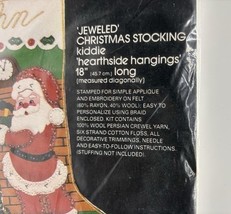 'JEWELED'
CHRISTMAS STOCKING
kiddie
'hearthside hangings'
18" (45.7 cm.) long
(measured diagonally)
STAMPED FOR SIMPLE APPLIQUE
AND EMBROIDERY ON FELT
(60% RAYON, 40% WOOL). EASY TO
PERSONALIZE USING BRAID
ENCLOSED. KIT CONTAINS
100% WOOL PERSIAN CREWEL YARN,
SIX STRAND COTTON FLOSS, ALL
DECORATIVE TRIMMINGS, NEEDLE
AND EASY-TO-FOLLOW INSTRUCTIONS.
(STUFFING NOT INCLUDED)